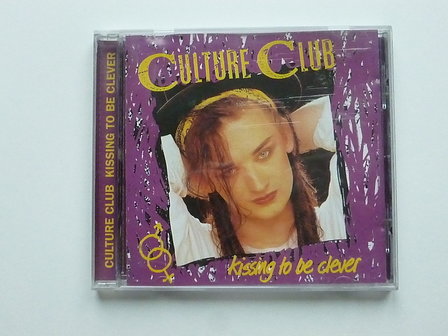 CULTURE CLUB KISSING TO BE CLEVER
CULTURE CLUB
kissing to be clever